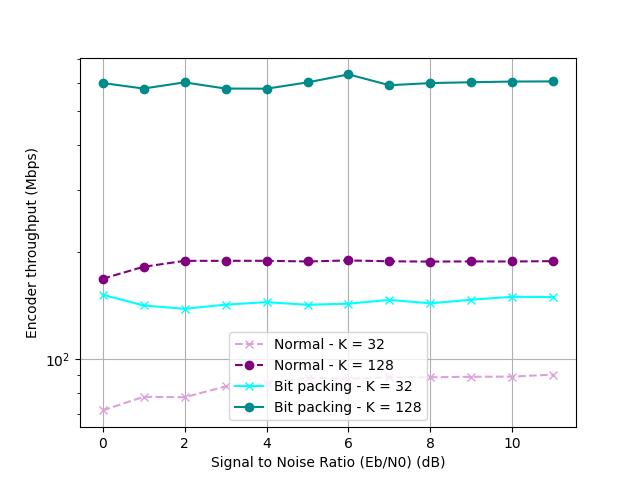 Encoder throughput (Mbps)
10²
Normal - K = 32
Normal - K = 128
Bit packing - K = 32
Bit packing - K = 128
0 2 4 6 8 10
Signal to Noise Ratio (Eb/N0) (dB)